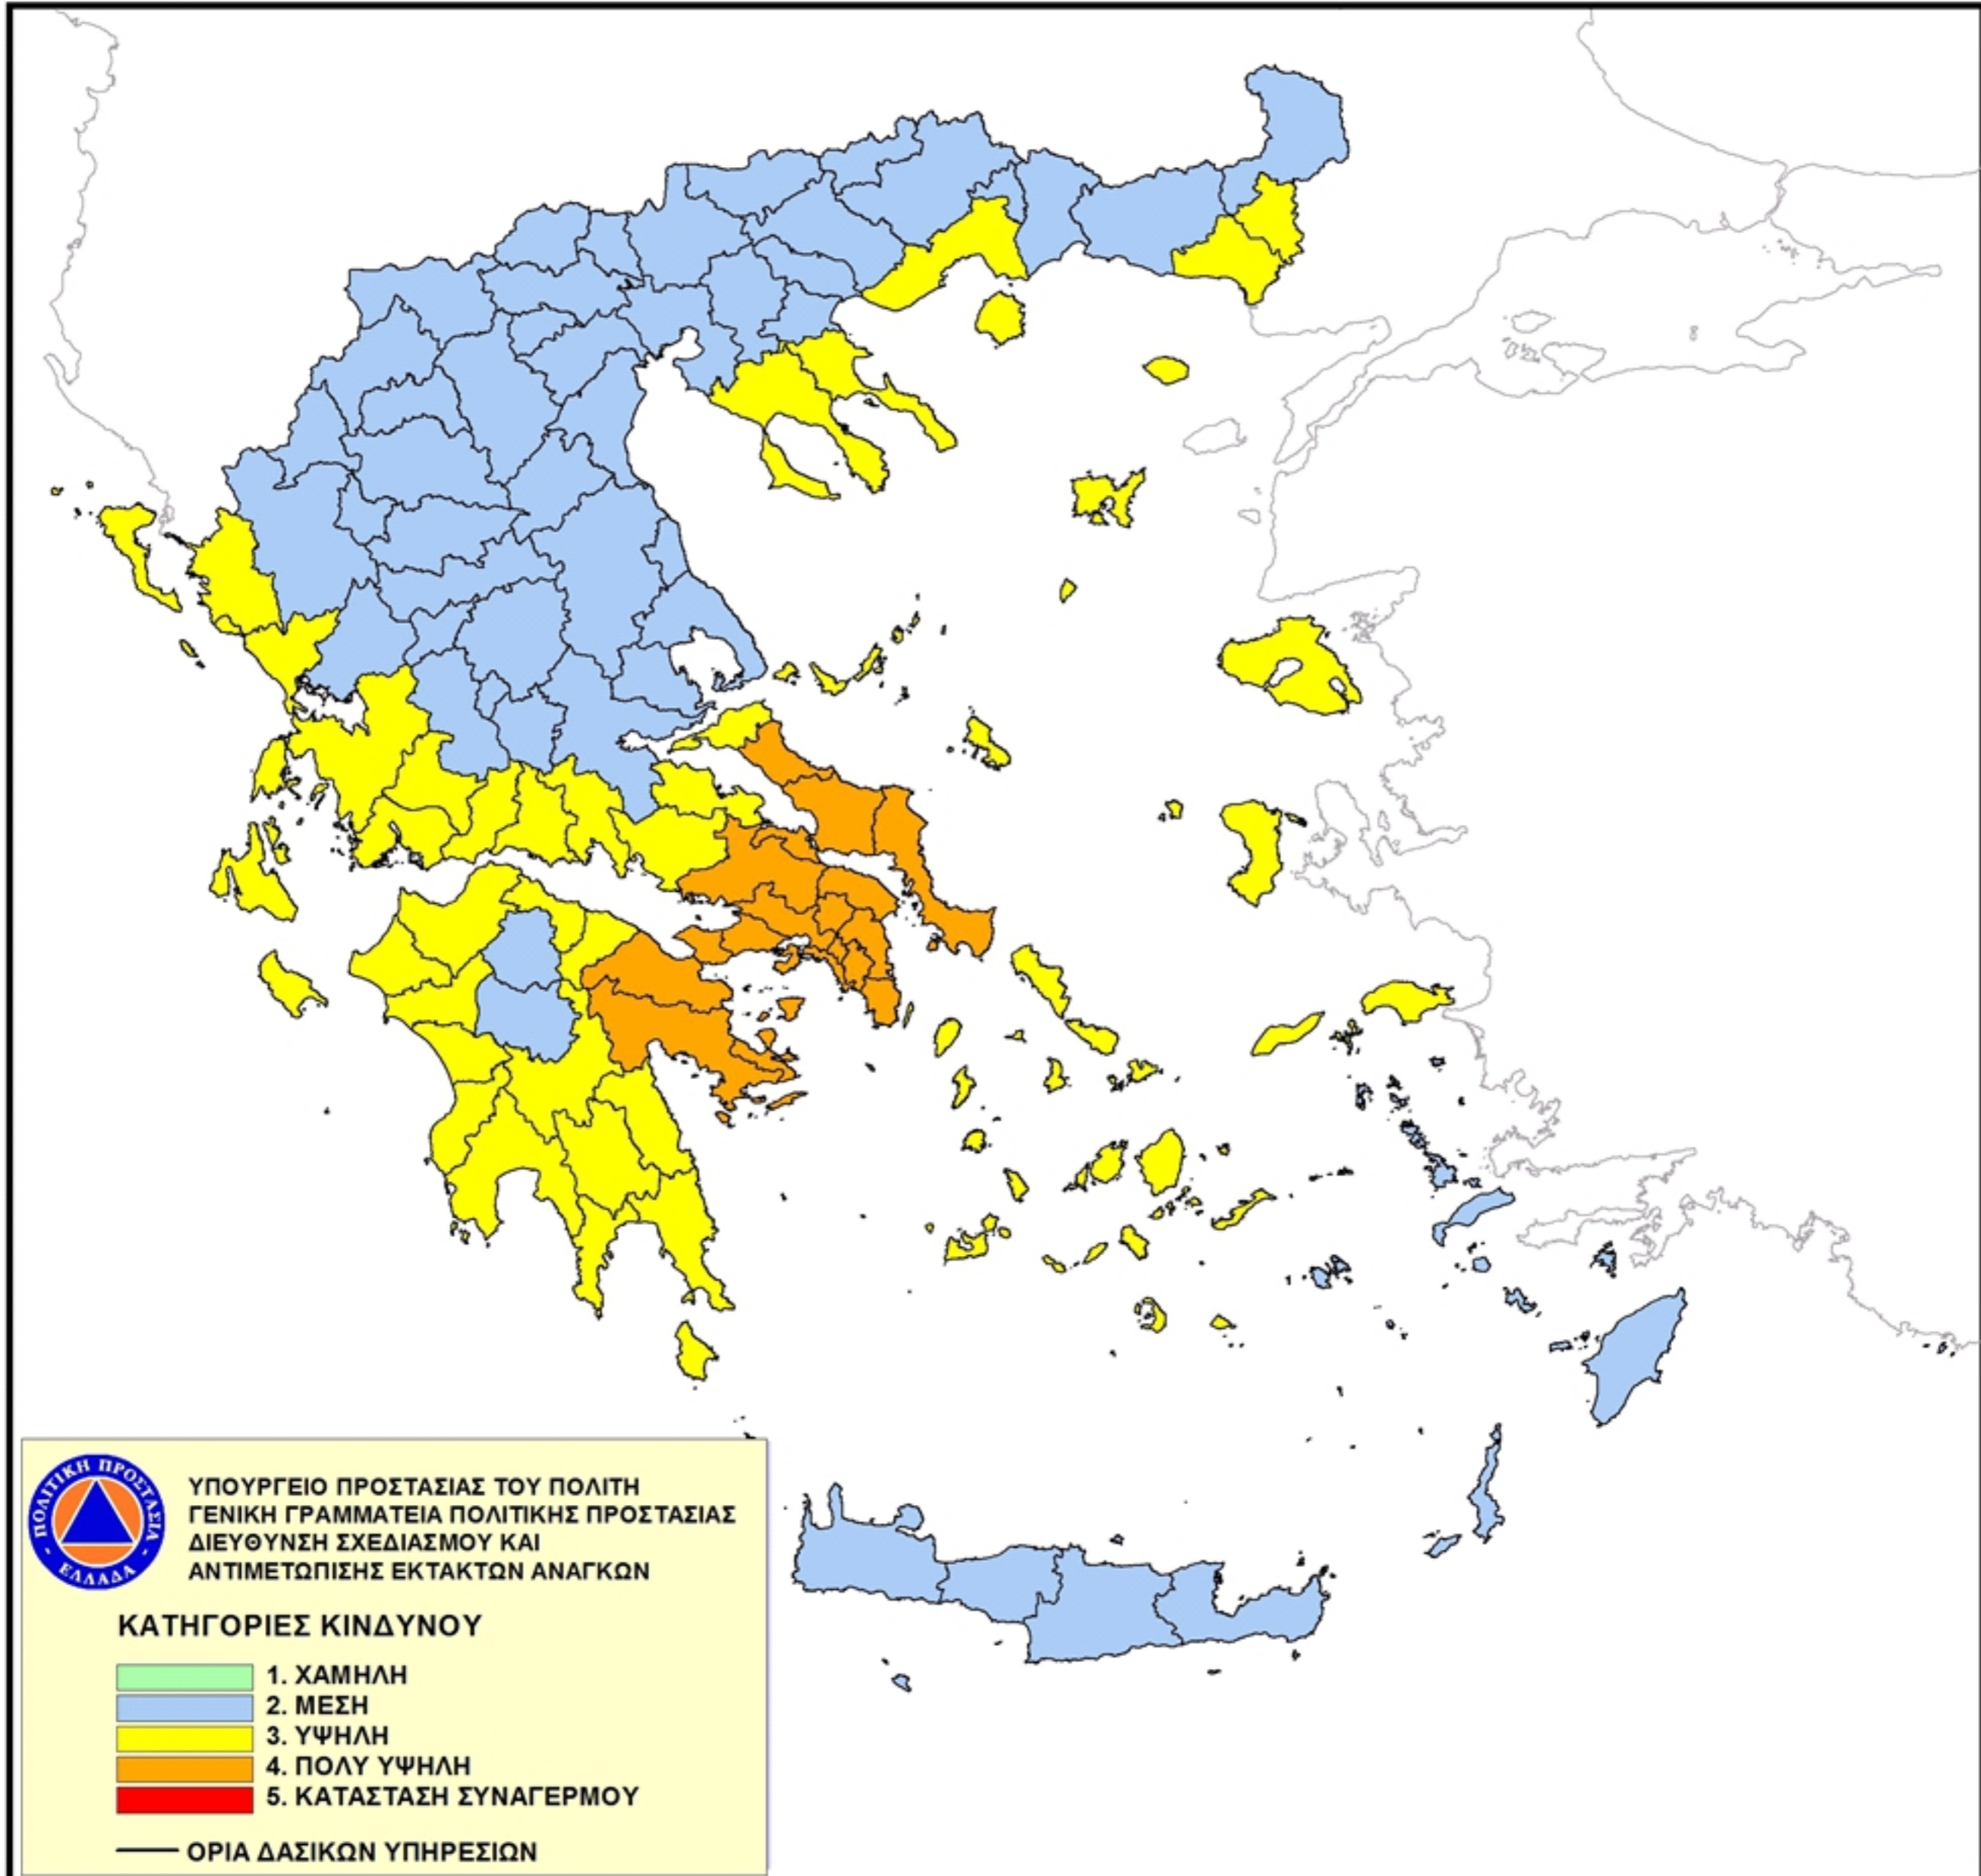 ΠΟΛΙΤΙΚΗ ΠΡΟΣΤΑΣΙΑ
- ΕΛΛΑΔΑ -
ΥΠΟΥΡΓΕΙΟ ΠΡΟΣΤΑΣΙΑΣ ΤΟΥ ΠΟΛΙΤΗ
ΓΕΝΙΚΗ ΓΡΑΜΜΑΤΕΙΑ ΠΟΛΙΤΙΚΗΣ ΠΡΟΣΤΑΣΙΑΣ
ΔΙΕΥΘΥΝΣΗ ΣΧΕΔΙΑΣΜΟΥ ΚΑΙ
ΑΝΤΙΜΕΤΩΠΙΣΗΣ ΕΚΤΑΚΤΩΝ ΑΝΑΓΚΩΝ
ΚΑΤΗΓΟΡΙΕΣ ΚΙΝΔΥΝΟΥ
1. ΧΑΜΗΛΗ
2. ΜΕΣΗ
3. ΥΨΗΛΗ
4. ΠΟΛΥ ΥΨΗΛΗ
5. ΚΑΤΑΣΤΑΣΗ ΣΥΝΑΓΕΡΜΟΥ
ΟΡΙΑ ΔΑΣΙΚΩΝ ΥΠΗΡΕΣΙΩΝ